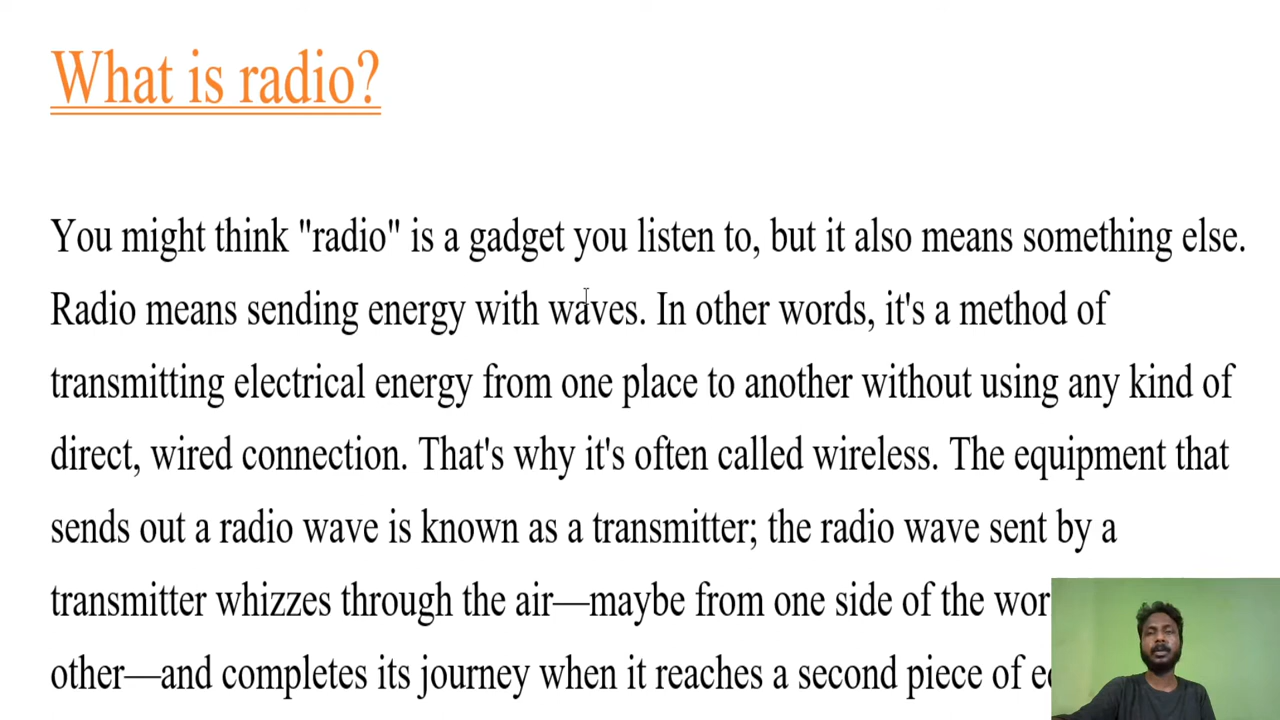 What is radio?
You might think "radio" is a gadget you listen to, but it also means something else.
Radio means sending energy with waves. In other words, it's a method of
transmitting electrical energy from one place to another without using any kind of
direct, wired connection. That's why it's often called wireless. The equipment that
sends out a radio wave is known as a transmitter; the radio wave sent by a
transmitter whizzes through the air—maybe from one side of the
other—and completes its journey when it reaches a second piece of